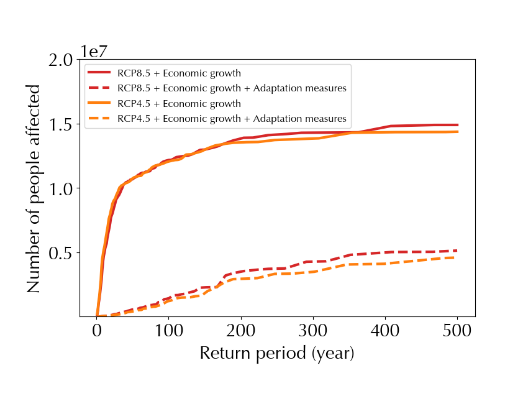 1e7
2.0
1.5
1.0
0.5
Number of people affected
RCP8.5 + Economic growth
RCP8.5 + Economic growth + Adaptation measures
RCP4.5 + Economic growth
RCP4.5 + Economic growth + Adaptation measures
0 100 200 300 400 500
Return period (year)